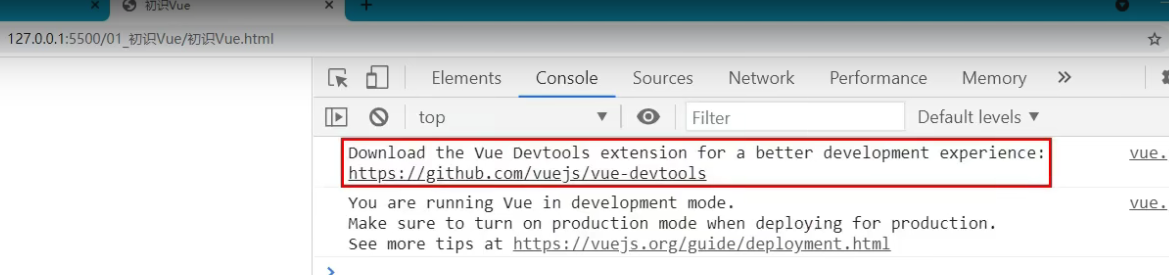 初识Vue
127.0.0.1:5500/01_初识Vue/初识Vue.html
Elements Console Sources Network Performance Memory
top Filter Default levels
Download the Vue Devtools extension for a better development experience: vue.
https://github.com/vuejs/vue-devtools
You are running Vue in development mode. vue.
Make sure to turn on production mode when deploying for production.
See more tips at https://vuejs.org/guide/deployment.html